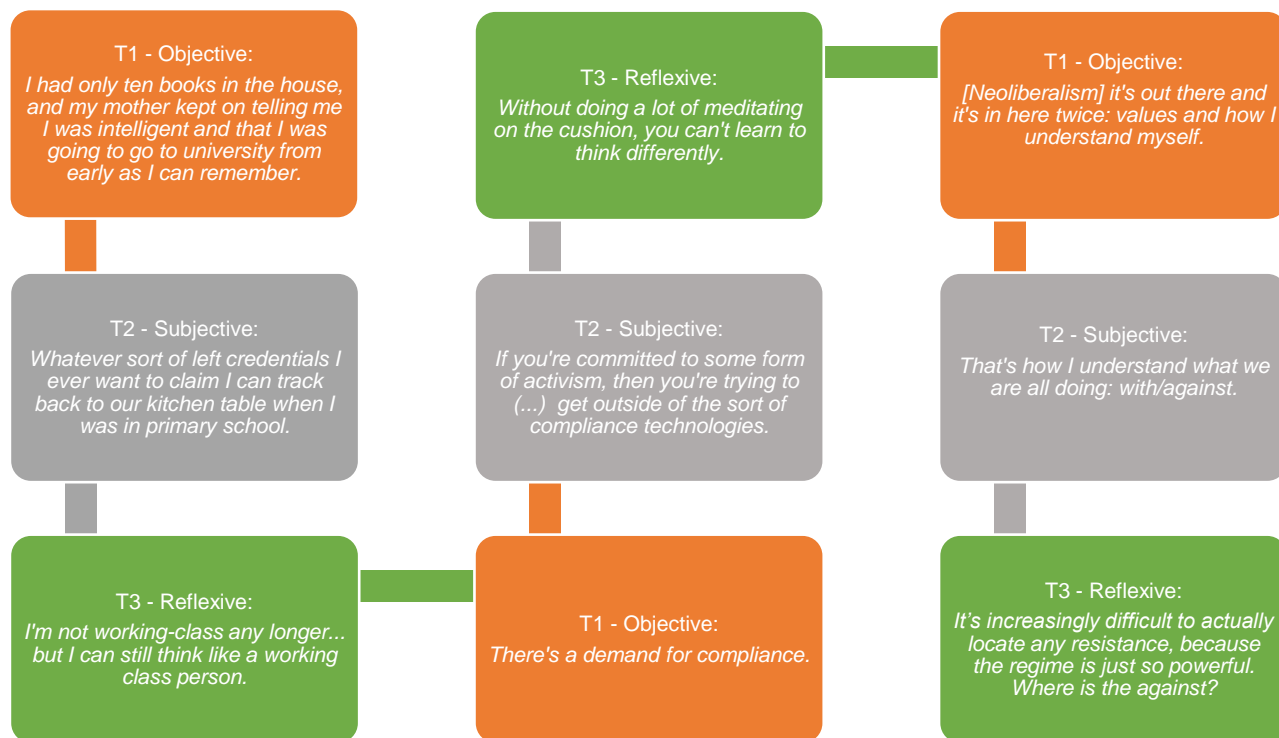 T1 - Objective:
I had only ten books in the house,
and my mother kept on telling me
I was intelligent and that I was
going to go to university from
early as I can remember.
T2 - Subjective:
Whatever sort of left credentials I
ever want to claim I can track
back to our kitchen table when I
was in primary school.
T3 - Reflexive:
I'm not working-class any longer...
but I can still think like a working
class person.
T1 - Objective:
There's a demand for compliance.
T2 - Subjective:
If you're committed to some form
of activism, then you're trying to
(...) get outside of the sort of
compliance technologies.
T3 - Reflexive:
Without doing a lot of meditating
on the cushion, you can't learn to
think differently.
T1 - Objective:
[Neoliberalism] it's out there and
it's in here twice: values and how I
understand myself.
T2 - Subjective:
That's how I understand what we
are all doing: with/against.
T3 - Reflexive:
It’s increasingly difficult to actually
locate any resistance, because
the regime is just so powerful.
Where is the against?